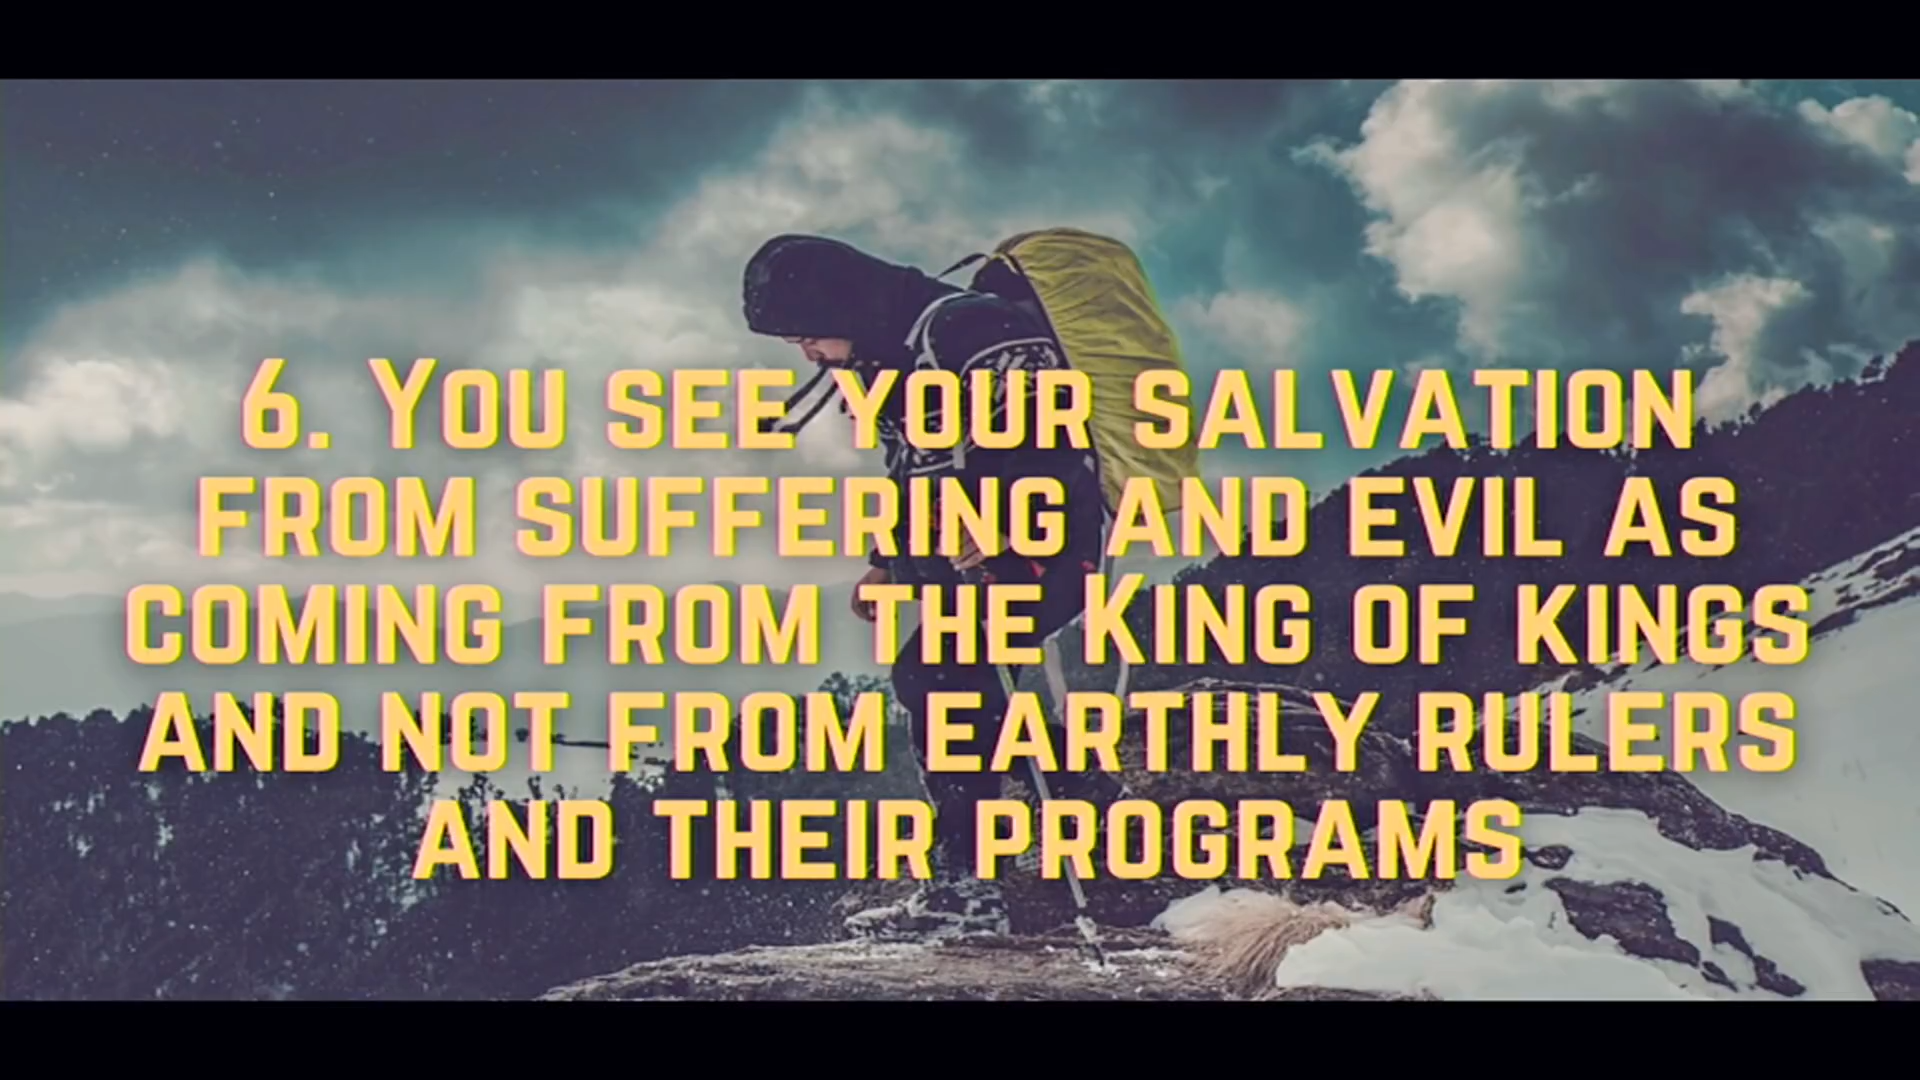 6. You see your salvation
from suffering and evil as
coming from the King of kings
and not from earthly rulers
and their programs